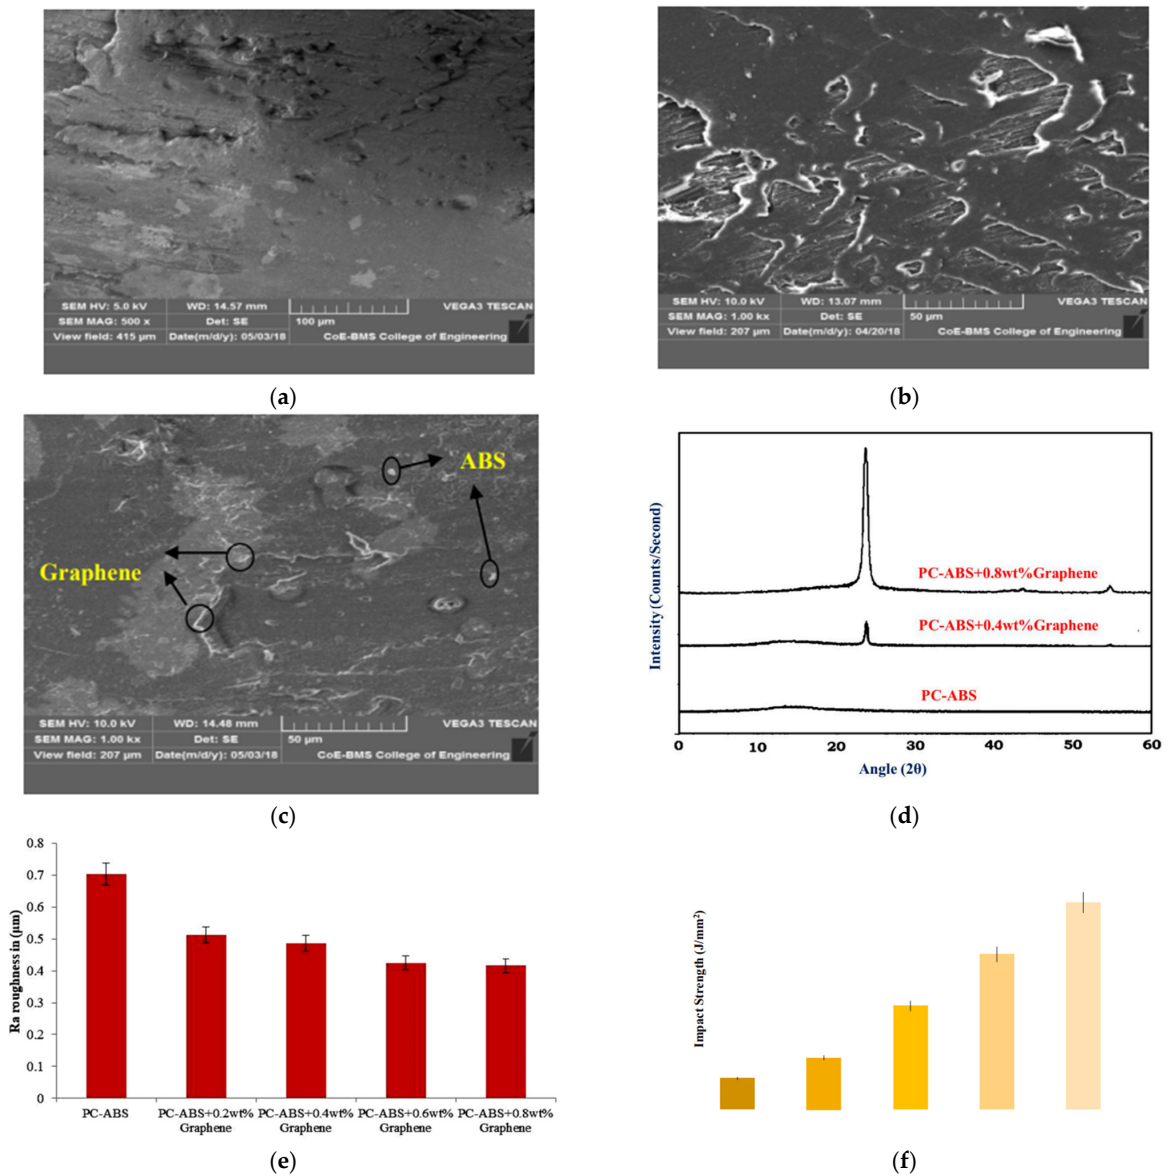 SEM HV: 5.0 kV WD: 14.57 mm VEGA3 TESCAN
SEM MAG: 500 x Det: SE 100 µm
View field: 415 µm Date(m/d/y): 05/03/18 CoE-BMS College of Engineering
(a)
SEM HV: 10.0 kV WD: 13.07 mm VEGA3 TESCAN
SEM MAG: 1.00 kx Det: SE 50 µm
View field: 207 µm Date(m/d/y): 04/20/18 CoE-BMS College of Engineering
(b)
ABS
Graphene
SEM HV: 10.0 kV WD: 14.48 mm VEGA3 TESCAN
SEM MAG: 1.00 kx Det: SE 50 µm
View field: 207 µm Date(m/d/y): 05/03/18 CoE-BMS College of Engineering
(c)
Intensity (Counts/Second)
PC-ABS+0.8wt%Graphene
PC-ABS+0.4wt%Graphene
PC-ABS
0 10 20 30 40 50 60
Angle (2θ)
(d)
Ra roughness in (µm)
0.8
0.7
0.6
0.5
0.4
0.3
0.2
0.1
0
PC-ABS PC-ABS+0.2wt% PC-ABS+0.4wt% PC-ABS+0.6wt% PC-ABS+0.8wt%
Graphene Graphene Graphene Graphene
(e)
Impact Strength (J/mm²)
(f)